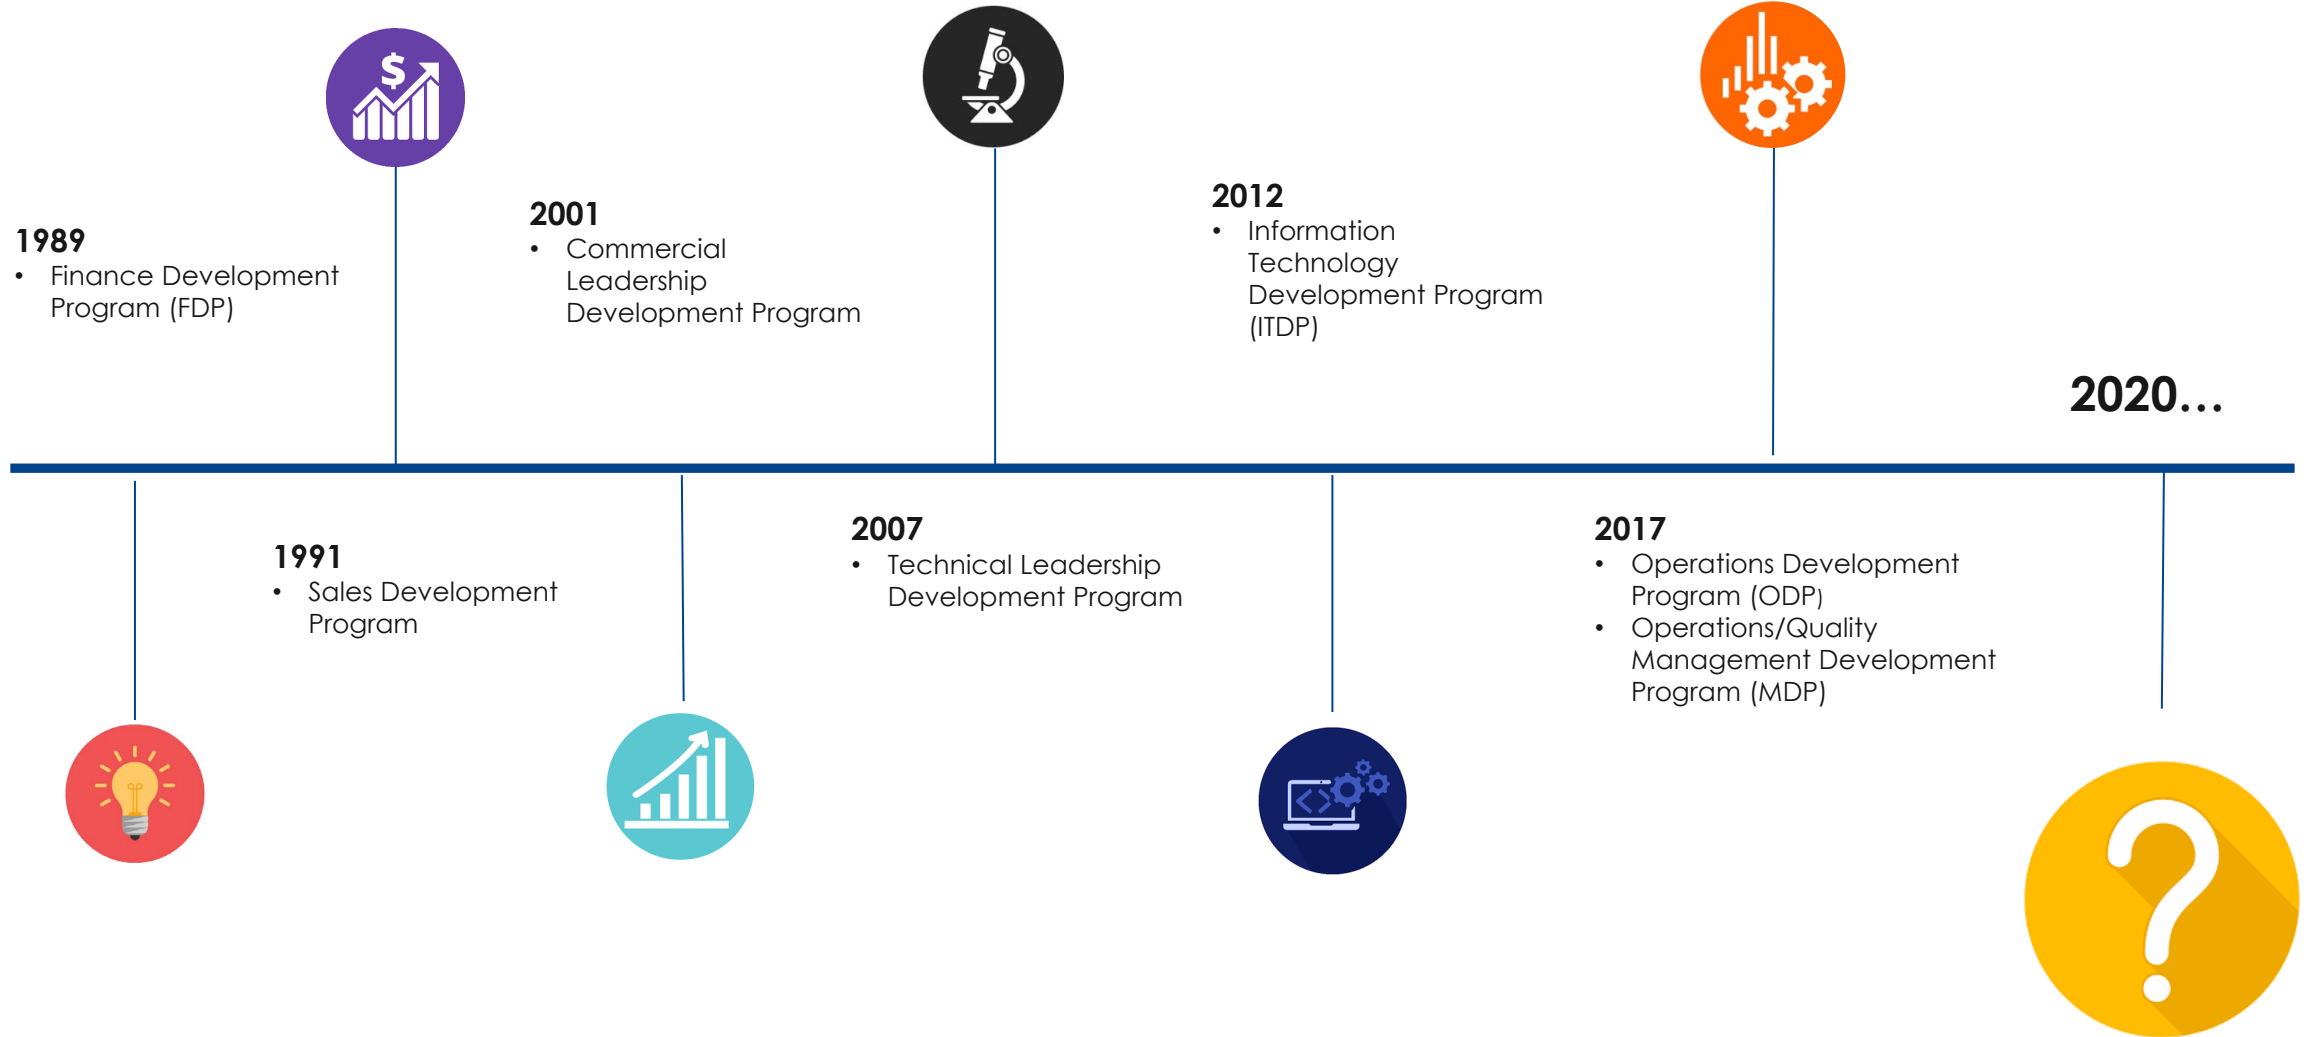 1989
• Finance Development
Program (FDP)
1991
• Sales Development
Program
2001
• Commercial
Leadership
Development Program
2007
• Technical Leadership
Development Program
2012
• Information
Technology
Development Program
(ITDP)
2017
• Operations Development
Program (ODP)
• Operations/Quality
Management Development
Program (MDP)
2020...